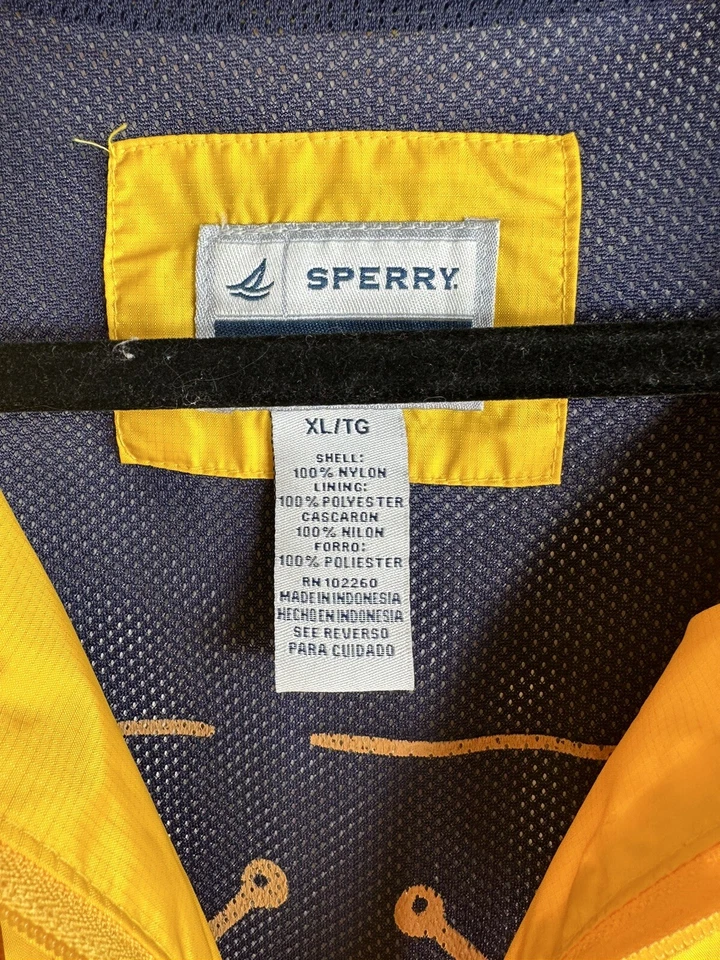 SPERRY.
XL/TG
SHELL:
100% NYLON
LINING:
100% POLYESTER
CASCARON
100% NILON
FORRO:
100% POLIESTER
RN 102260
MADE IN INDONESIA
HECHO EN INDONESIA
SEE REVERSO
PARA CUIDADO